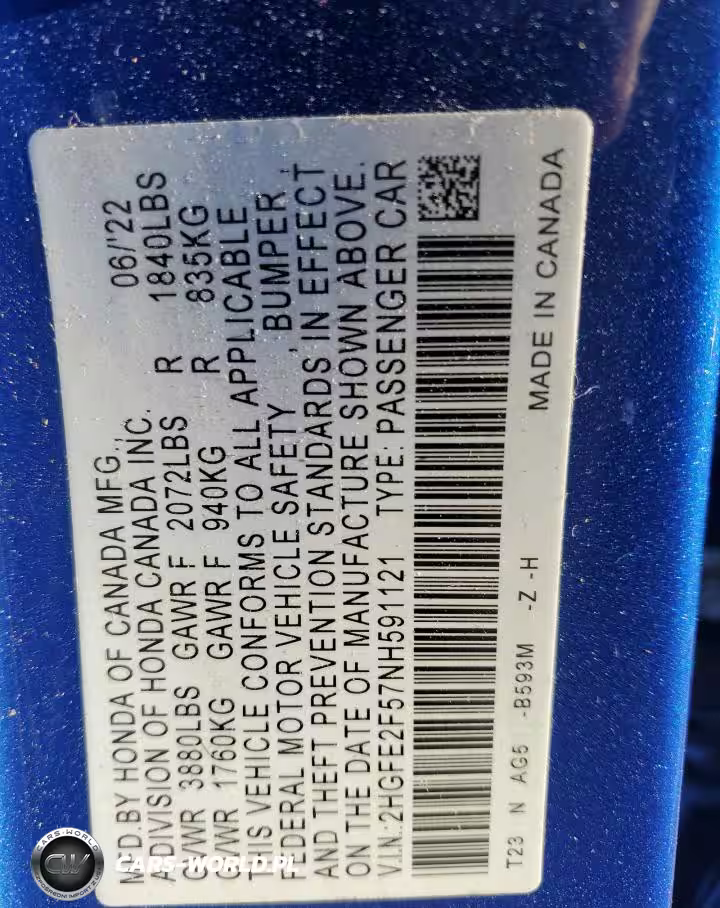 MFD.BY HONDA OF CANADA MFG., 06/'22
A DIVISION OF HONDA CANADA INC.
GVWR 3880LBS GAWR F 2072LBS R 1840LBS
GVWR 1760KG GAWR F 940KG R 835KG
THIS VEHICLE CONFORMS TO ALL APPLICABLE
FEDERAL MOTOR VEHICLE SAFETY, BUMPER,
AND THEFT PREVENTION STANDARDS IN EFFECT
ON THE DATE OF MANUFACTURE SHOWN ABOVE.
V.I.N.:2HGFE2F57NH591121 TYPE: PASSENGER CAR
T23 N AG5 -B593M -Z -H MADE IN CANADA
CARS-WORLD
CW
CARS-WORLD.PL